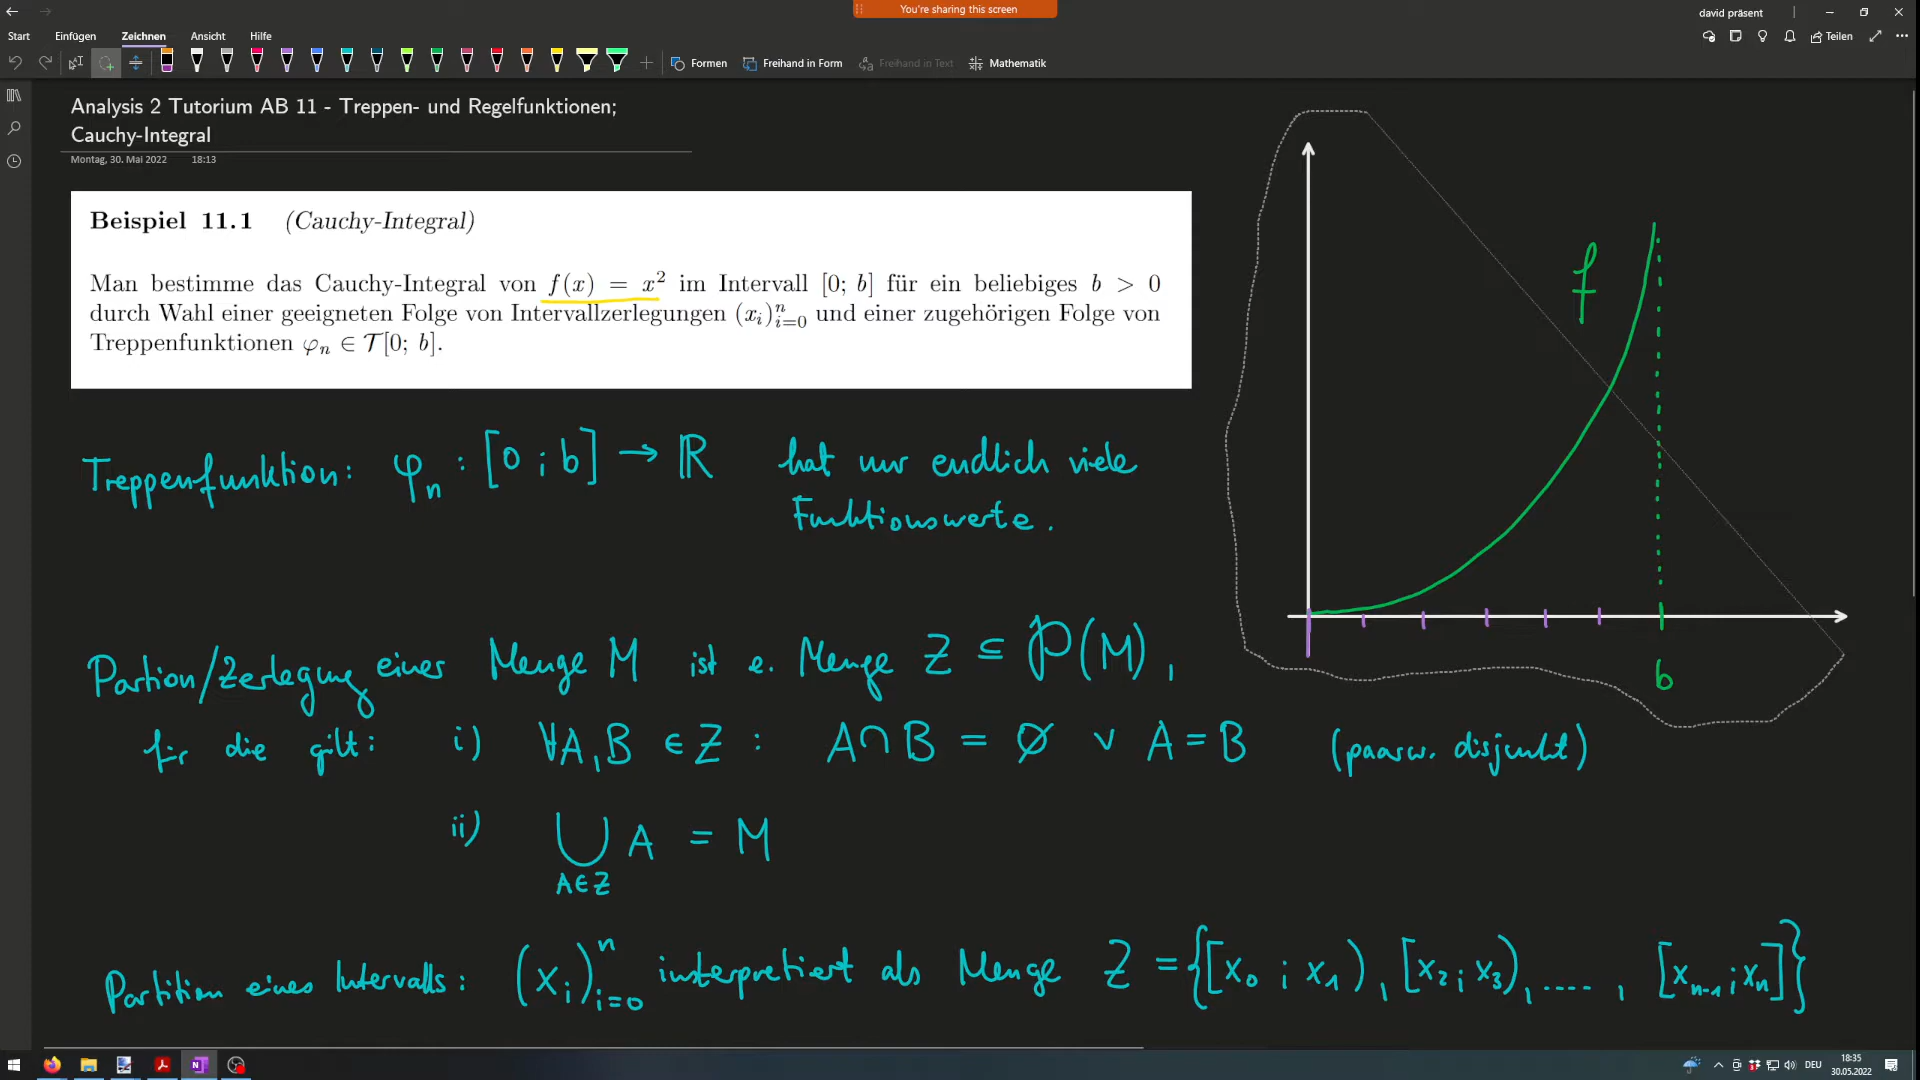 You're sharing this screen
david präsent
Start Einfügen Zeichnen Ansicht Hilfe
Teilen
Formen Freihand in Form Freihand in Text Mathematik
Analysis 2 Tutorium AB 11 - Treppen- und Regelfunktionen;
Cauchy-Integral
Montag, 30. Mai 2022 18:13
Beispiel 11.1 (Cauchy-Integral)
Man bestimme das Cauchy-Integral von f(x) = x² im Intervall [0; b] für ein beliebiges b > 0
durch Wahl einer geeigneten Folge von Intervallzerlegungen (x_i)_{i=0}^n und einer zugehörigen Folge von
Treppenfunktionen φ_n ∈ 𝒯[0; b].
f
b
Treppenfunktion: φ_n : [0 ; b] → ℝ hat nur endlich viele
Funktionswerte.
Partion/Zerlegung eines Menge M ist e. Menge Z ⊆ P(M),
für die gilt: i) ∀A, B ∈ Z : A ∩ B = ∅ ∨ A = B (paarw. disjunkt)
ii) ⋃_{A∈Z} A = M
Partition eines Intervalls: (x_i)_{i=0}^n interpretiert als Menge Z = {[x_0 ; x_1), [x_2 ; x_3), ...., [x_{n-1} ; x_n]}
DEU 18:35
30.05.2022